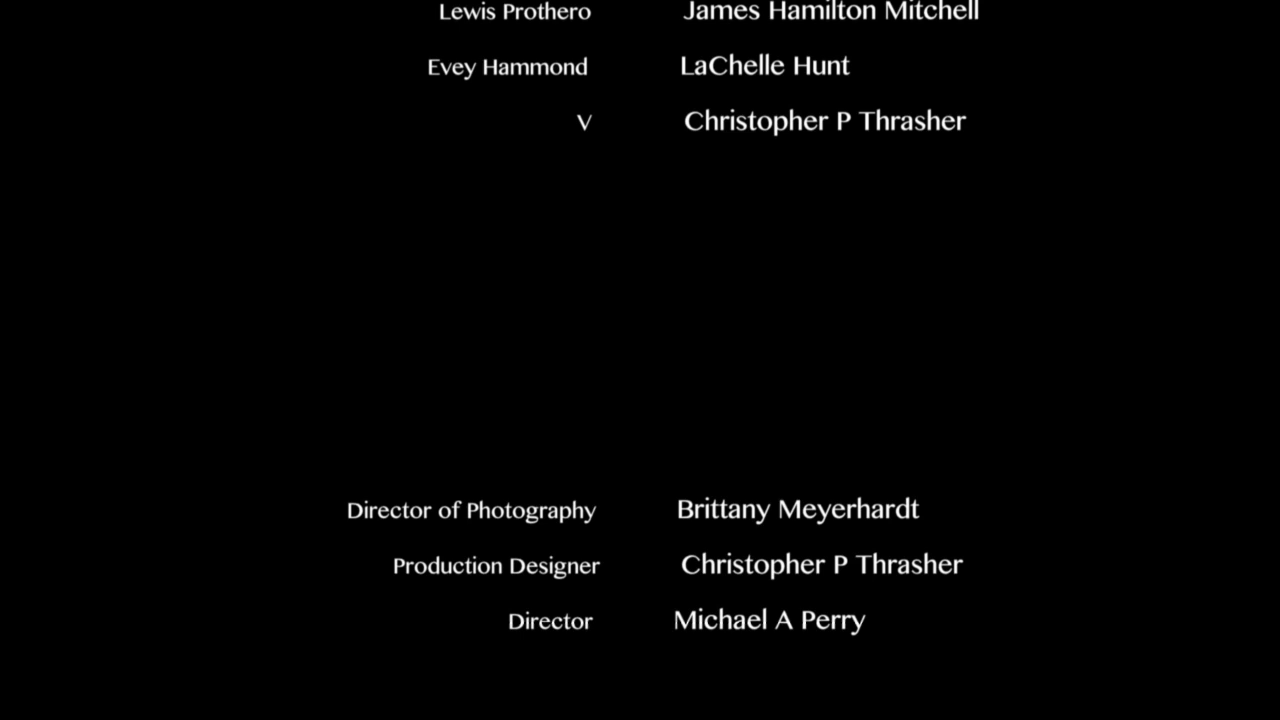 Lewis Prothero James Hamilton Mitchell
Evey Hammond LaChelle Hunt
V Christopher P Thrasher
Director of Photography Brittany Meyerhardt
Production Designer Christopher P Thrasher
Director Michael A Perry